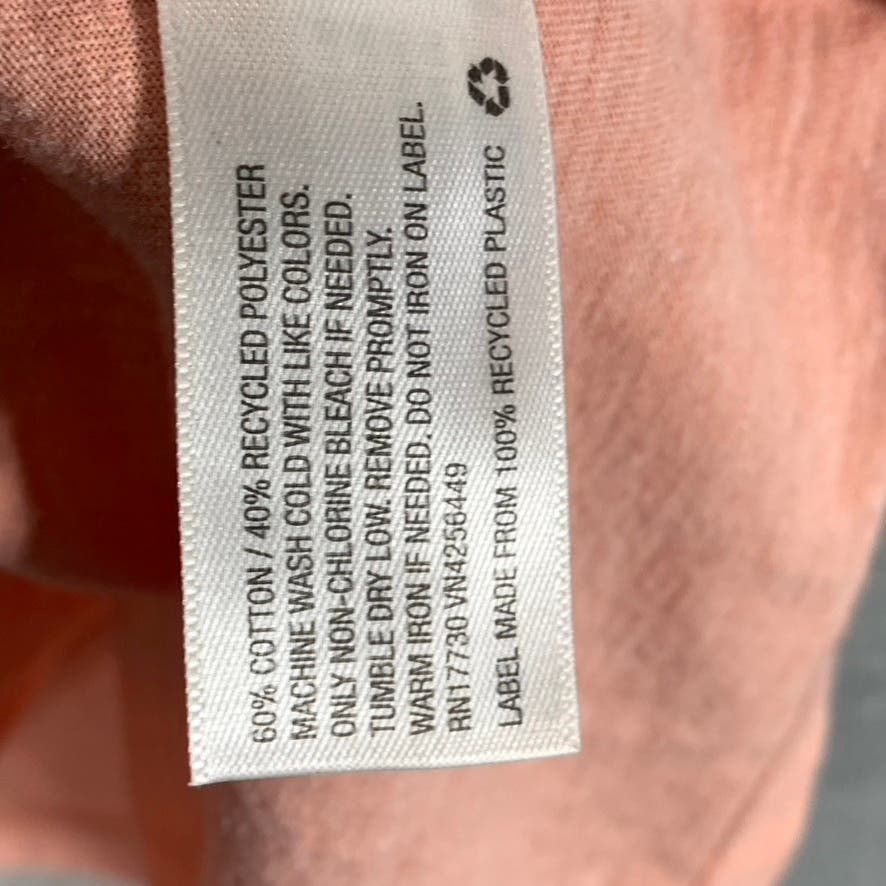 60% COTTON / 40% RECYCLED POLYESTER
MACHINE WASH COLD WITH LIKE COLORS.
ONLY NON-CHLORINE BLEACH IF NEEDED.
TUMBLE DRY LOW. REMOVE PROMPTLY.
WARM IRON IF NEEDED. DO NOT IRON ON LABEL.
RN17730 VN4256449
LABEL MADE FROM 100% RECYCLED PLASTIC